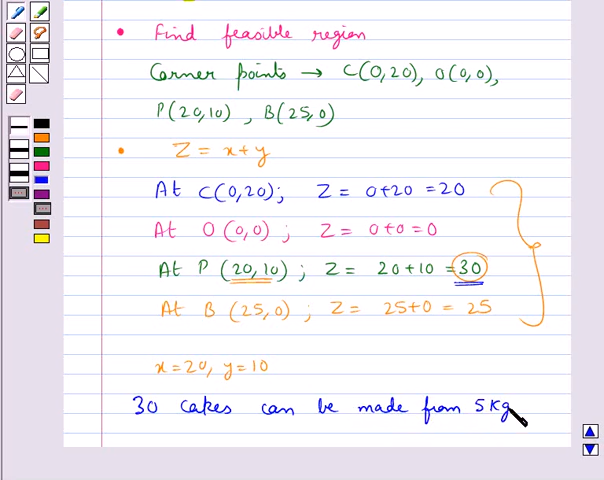 • Find feasible region
Corner points → C(0,20), O(0,0),
P(20,10) , B(25,0)
• Z = x+y
At C(0,20); Z = 0+20 = 20
At O (0,0) ; Z = 0+0 = 0
At P (20,10) ; Z = 20+10 = 30
At B (25,0) ; Z = 25+0 = 25
x=20, y=10
30 cakes can be made from 5 Kg